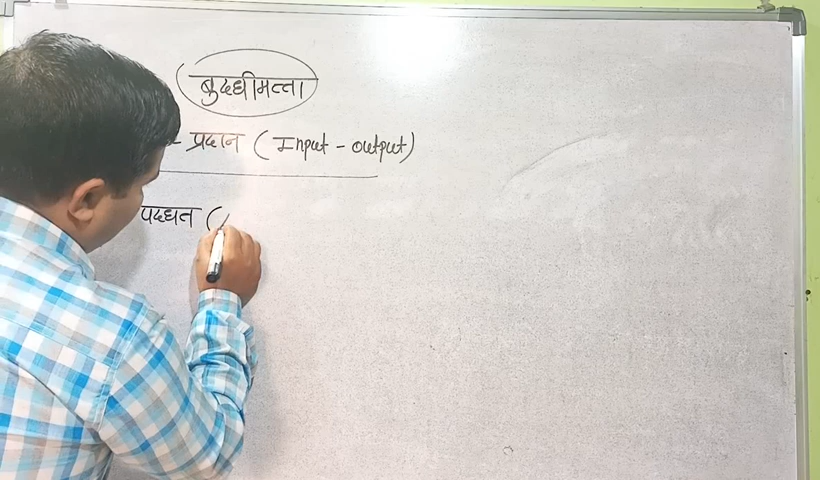 बुद्धीमत्ता
- प्रदान (Input - output)
पद्धत (